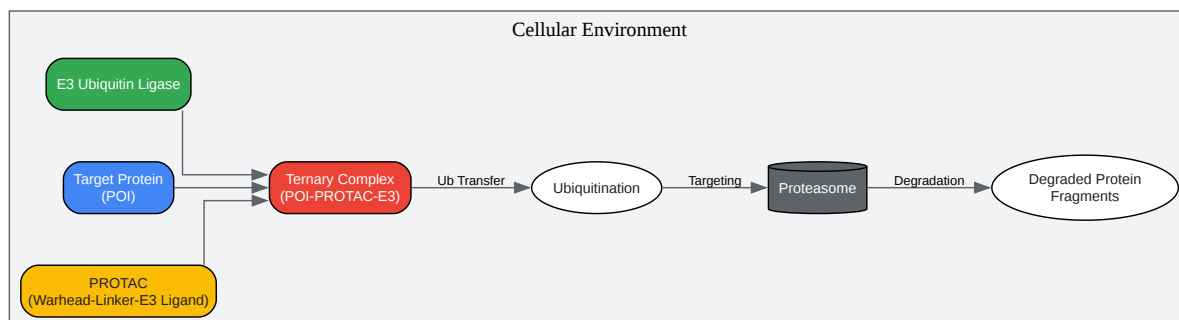 Cellular Environment
E3 Ubiquitin Ligase
Target Protein
(POI)
PROTAC
(Warhead-Linker-E3 Ligand)
Ternary Complex
(POI-PROTAC-E3)
Ub Transfer
Ubiquitination
Targeting
Proteasome
Degradation
Degraded Protein
Fragments